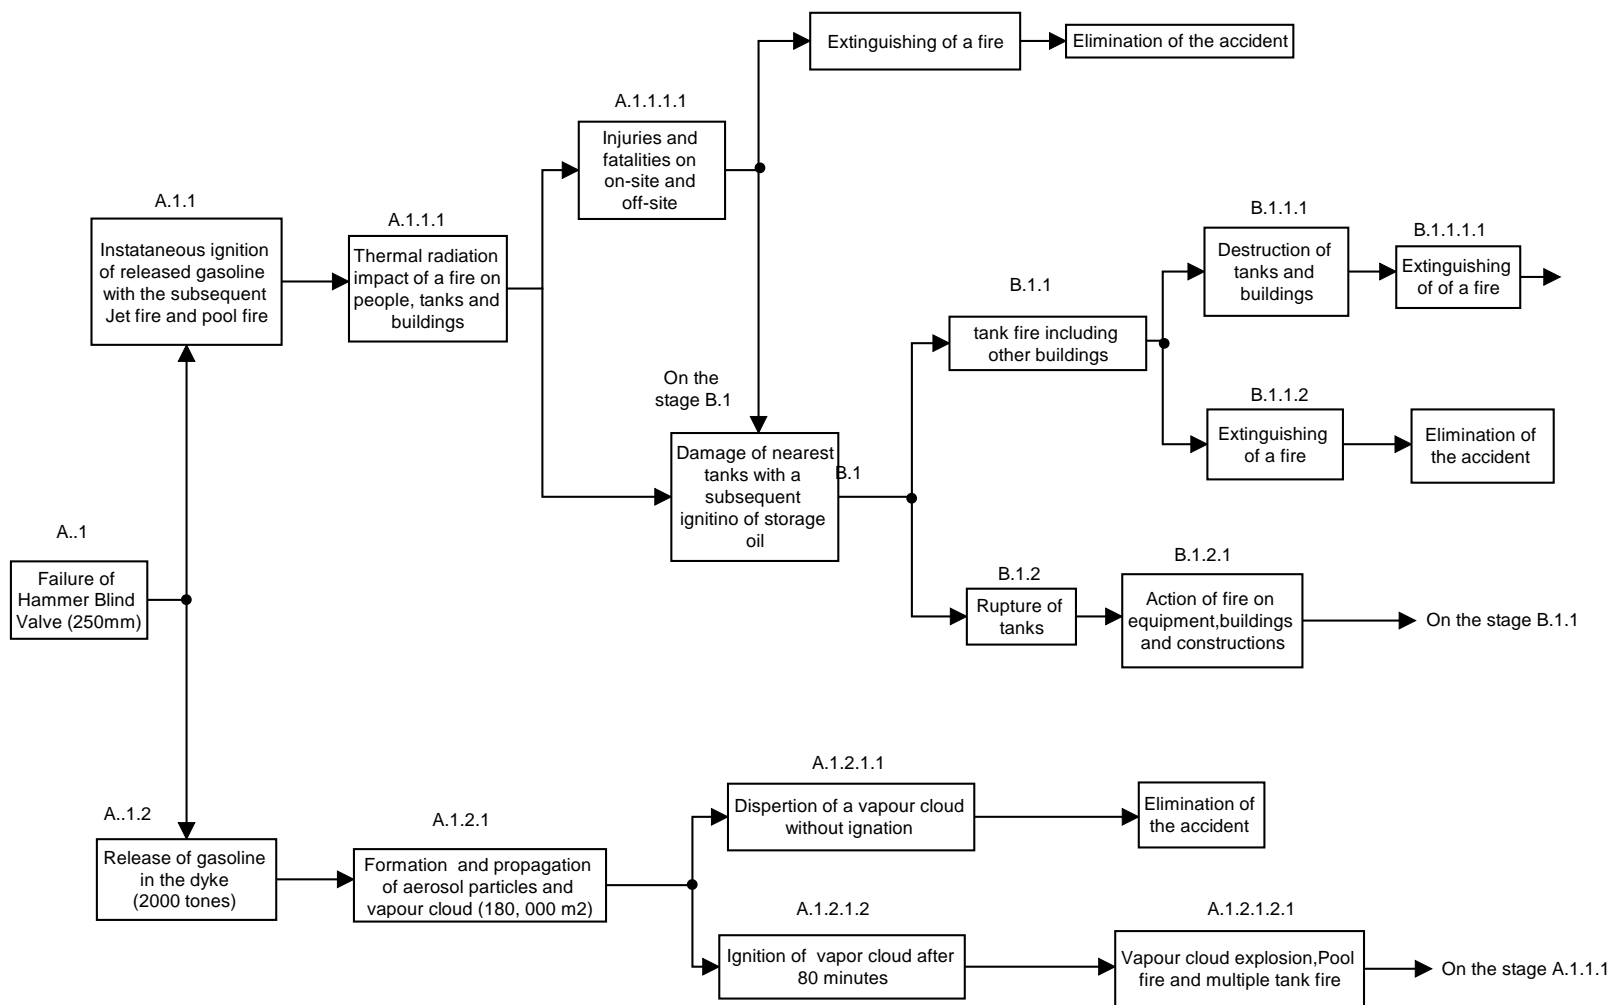 Extinguishing of a fire
Elimination of the accident
A.1.1.1.1
Injuries and
fatalities on
on-site and
off-site
A.1.1
Instataneous ignition
of released gasoline
with the subsequent
Jet fire and pool fire
A.1.1.1
Thermal radiation
impact of a fire on
people, tanks and
buildings
B.1.1.1
Destruction of
tanks and
buildings
B.1.1.1.1
Extinguishing
of of a fire
B.1.1
tank fire including
other buildings
On the
stage B.1
B.1.1.2
Extinguishing
of a fire
Elimination of
the accident
Damage of nearest
tanks with a
subsequent
ignitino of storage
oil
B.1
A..1
Failure of
Hammer Blind
Valve (250mm)
B.1.2
Rupture of
tanks
B.1.2.1
Action of fire on
equipment,buildings
and constructions
On the stage B.1.1
A..1.2
Release of gasoline
in the dyke
(2000 tones)
A.1.2.1
Formation and propagation
of aerosol particles and
vapour cloud (180, 000 m2)
A.1.2.1.1
Dispertion of a vapour cloud
without ignation
Elimination of
the accident
A.1.2.1.2
Ignition of vapor cloud after
80 minutes
A.1.2.1.2.1
Vapour cloud explosion,Pool
fire and multiple tank fire
On the stage A.1.1.1